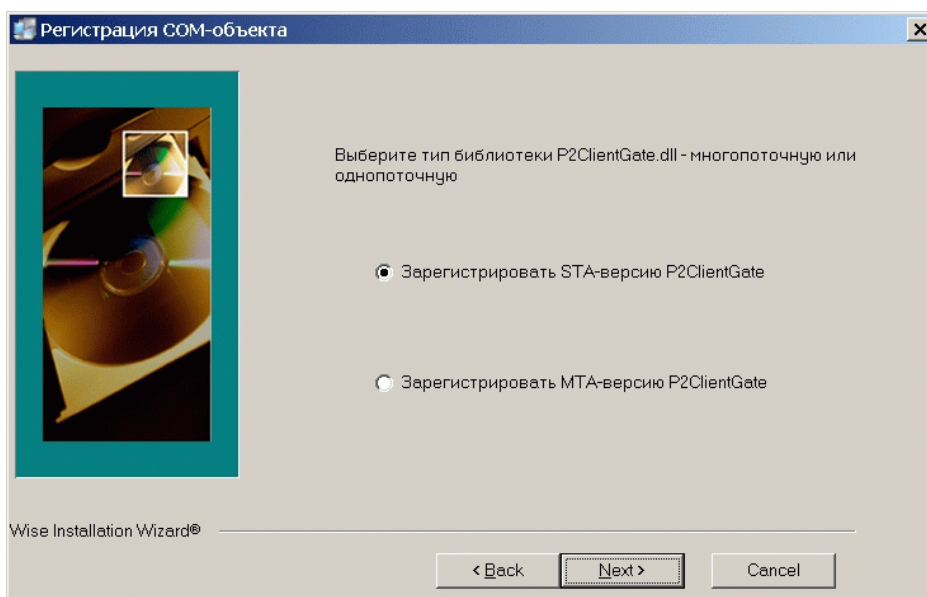 Регистрация COM-объекта
Выберите тип библиотеки P2ClientGate.dll - многопоточную или
однопоточную
Зарегистрировать STA-версию P2ClientGate
Зарегистрировать MTA-версию P2ClientGate
Wise Installation Wizard®
< Back
Next >
Cancel